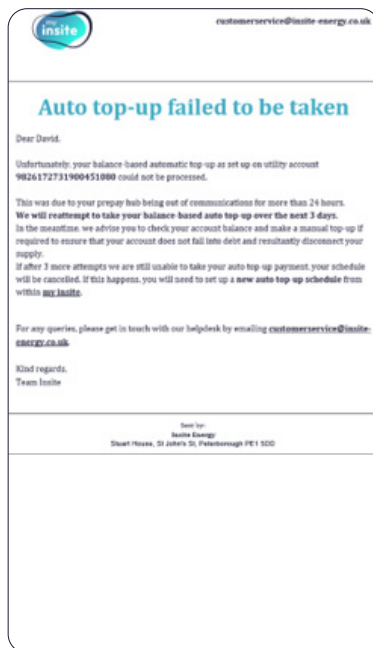 my
insite
customerservice@insite-energy.co.uk
Auto top-up failed to be taken
Dear David,
Unfortunately, your balance-based automatic top-up as set up on utility account
9826172731900451080 could not be processed.
This was due to your prepay hub being out of communications for more than 24 hours.
We will reattempt to take your balance-based auto top-up over the next 3 days.
In the meantime, we advise you to check your account balance and make a manual top-up if
required to ensure that your account does not fall into debt and resultantly disconnect your
supply.
If after 3 more attempts we are still unable to take your auto top-up payment, your schedule
will be cancelled. If this happens, you will need to set up a new auto top-up schedule from
within my insite.
For any queries, please get in touch with our helpdesk by emailing customerservice@insite-
energy.co.uk
Kind regards,
Team Insite
Sent by:
Insite Energy
Stuart House, St John's St, Peterborough PE1 5DD